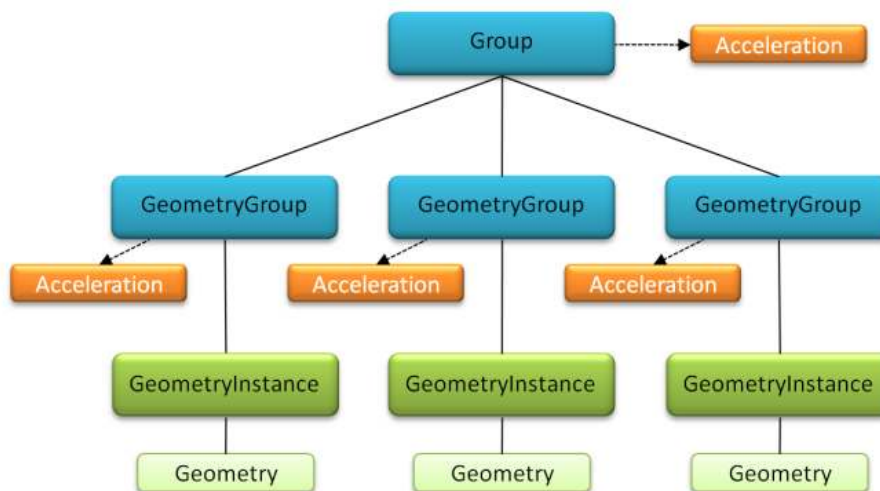 Group
Acceleration
GeometryGroup
GeometryGroup
GeometryGroup
Acceleration
Acceleration
Acceleration
GeometryInstance
GeometryInstance
GeometryInstance
Geometry
Geometry
Geometry